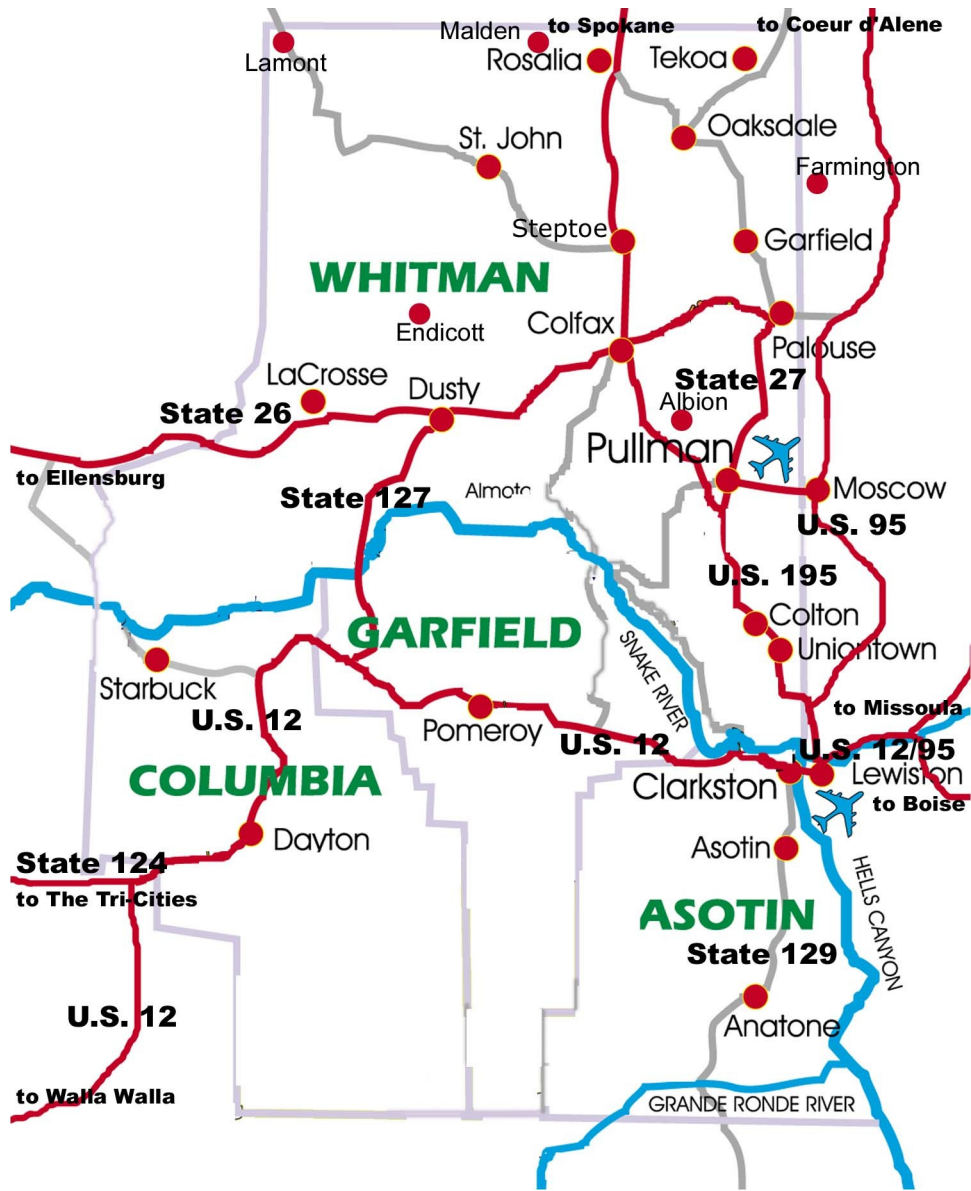 to Spokane
to Coeur d'Alene
Malden
Lamont
Rosalia
Tekoa
Oaksdale
St. John
Farmington
Steptoe
Garfield
WHITMAN
Endicott
Colfax
Palouse
LaCrosse
Dusty
State 27
State 26
Albion
Pullman
to Ellensburg
State 127
Almota
Moscow
U.S. 95
U.S. 195
Colton
GARFIELD
Uniontown
SNAKE RIVER
Starbuck
U.S. 12
Pomeroy
to Missoula
U.S. 12
U.S. 12/95
COLUMBIA
Clarkston
Lewiston
to Boise
Dayton
Asotin
State 124
to The Tri-Cities
HELLS CANYON
ASOTIN
State 129
U.S. 12
Anatone
to Walla Walla
GRANDE RONDE RIVER